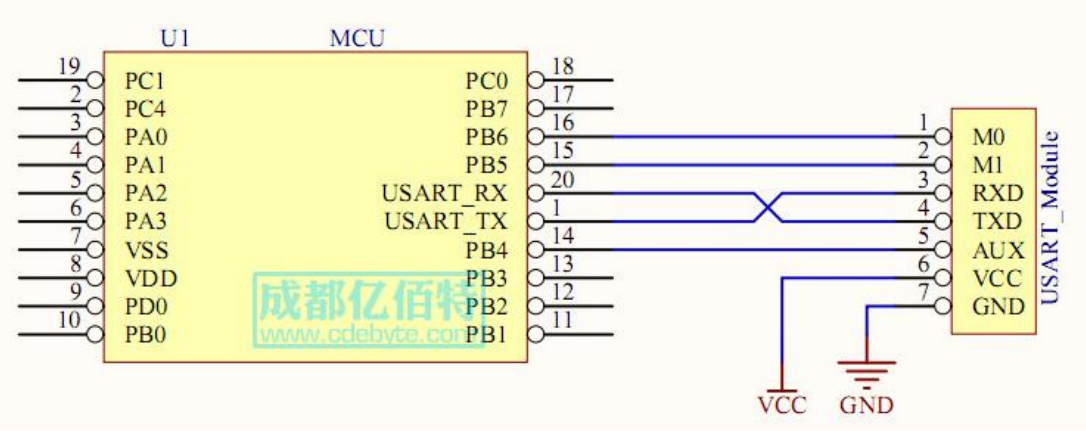 U1 MCU
19 PC1 PC0 18
2 PC4 PB7 17
3 PA0 PB6 16 1 M0
4 PA1 PB5 15 2 M1
5 PA2 USART_RX 20 3 RXD
6 PA3 USART_TX 1 4 TXD
7 VSS PB4 14 5 AUX
8 VDD PB3 13 6 VCC
9 PD0 PB2 12 7 GND
10 PB0 PB1 11
USART_Module
成都亿佰特
www.cdebyte.com
VCC GND